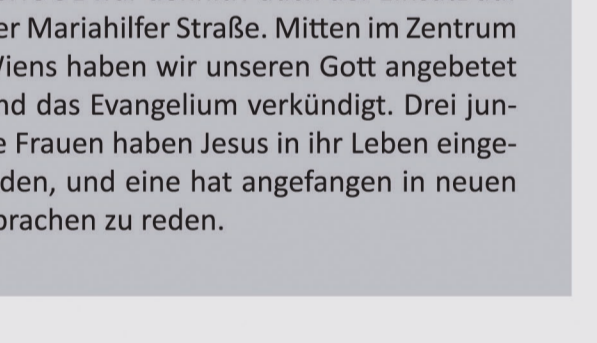 er Mariahilfer Straße. Mitten im Zentrum
Viens haben wir unseren Gott angebetet
nd das Evangelium verkündigt. Drei jun-
e Frauen haben Jesus in ihr Leben einge-
den, und eine hat angefangen in neuen
prachen zu reden.